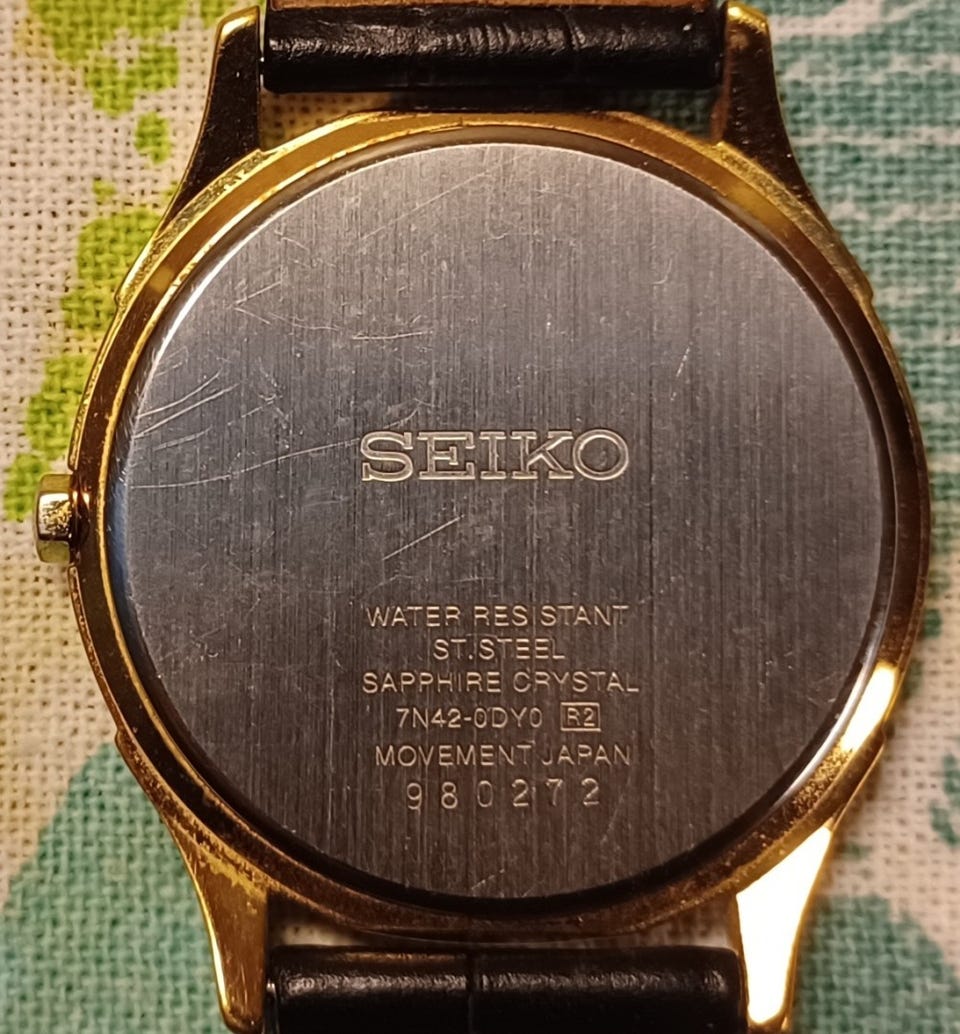 SEIKO
WATER RESISTANT
ST.STEEL
SAPPHIRE CRYSTAL
7N42-0DY0 R2
MOVEMENT JAPAN
980272